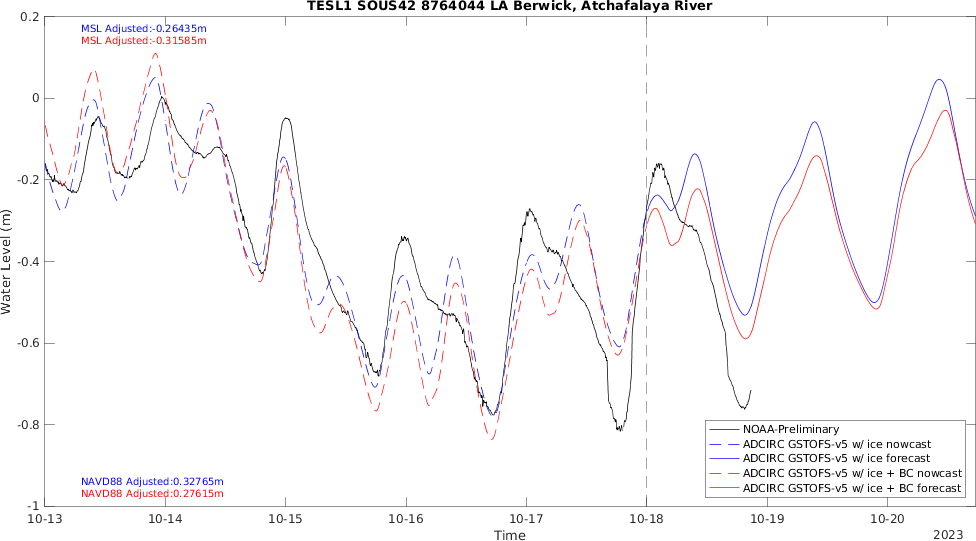 TESL1 SOUS42 8764044 LA Berwick, Atchafalaya River
MSL Adjusted:-0.26435m
MSL Adjusted:-0.31585m
0.2
0
-0.2
-0.4
-0.6
-0.8
-1
Water Level (m)
NAVD88 Adjusted:0.32765m
NAVD88 Adjusted:0.27615m
NOAA-Preliminary
ADCIRC GSTOFS-v5 w/ ice nowcast
ADCIRC GSTOFS-v5 w/ ice forecast
ADCIRC GSTOFS-v5 w/ ice + BC nowcast
ADCIRC GSTOFS-v5 w/ ice + BC forecast
10-13 10-14 10-15 10-16 10-17 10-18 10-19 10-20
Time
2023